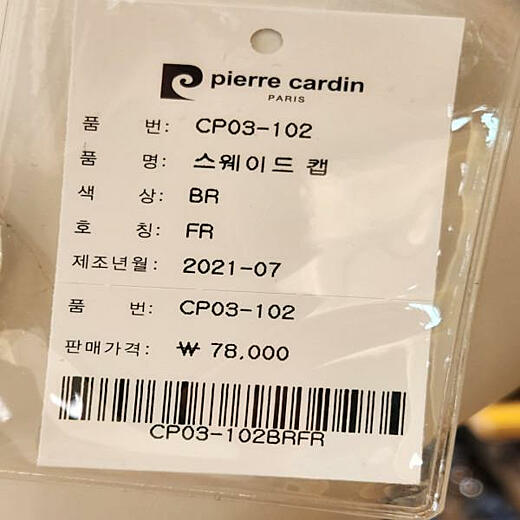 pierre cardin
PARIS
품 번: CP03-102
품 명: 스웨이드 캡
색 상: BR
호 칭: FR
제조년월: 2021-07
품 번: CP03-102
판매가격: ₩ 78,000
CP03-102BRFR